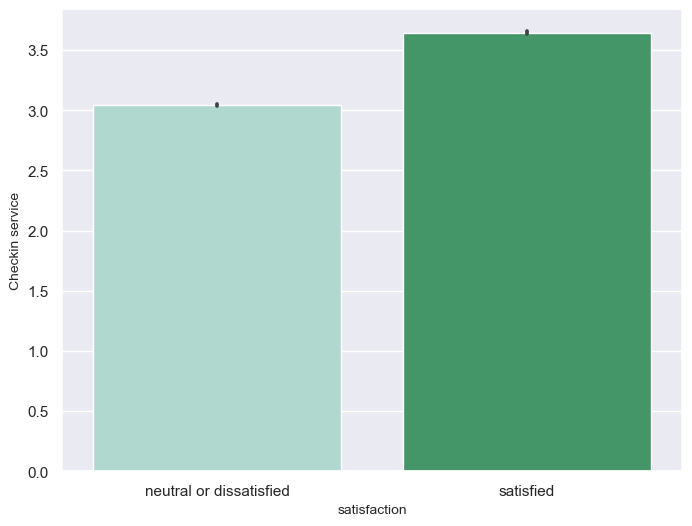 Checkin service
3.5
3.0
2.5
2.0
1.5
1.0
0.5
0.0
neutral or dissatisfied
satisfied
satisfaction